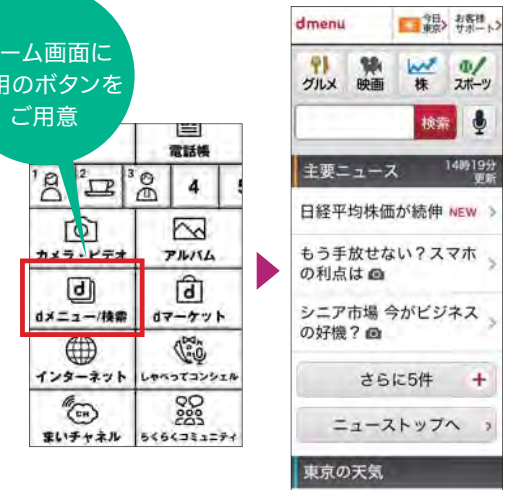 ーム画面に
用のボタンを
ご用意
電話帳
1
2
3
4
カメラ・ビデオ
アルバム
d
dメニュー/検索
d
dマーケット
インターネット
しゃべってコンシェル
CH
まいチャネル
らくらくコミュニティ
dmenu
今日
東京
お客様
サポート
グルメ
映画
株
スポーツ
検索
主要ニュース
14時19分
更新
日経平均株価が続伸 NEW
もう手放せない？スマホ
の利点は
シニア市場 今がビジネス
の好機？
さらに5件 +
ニューストップへ
東京の天気